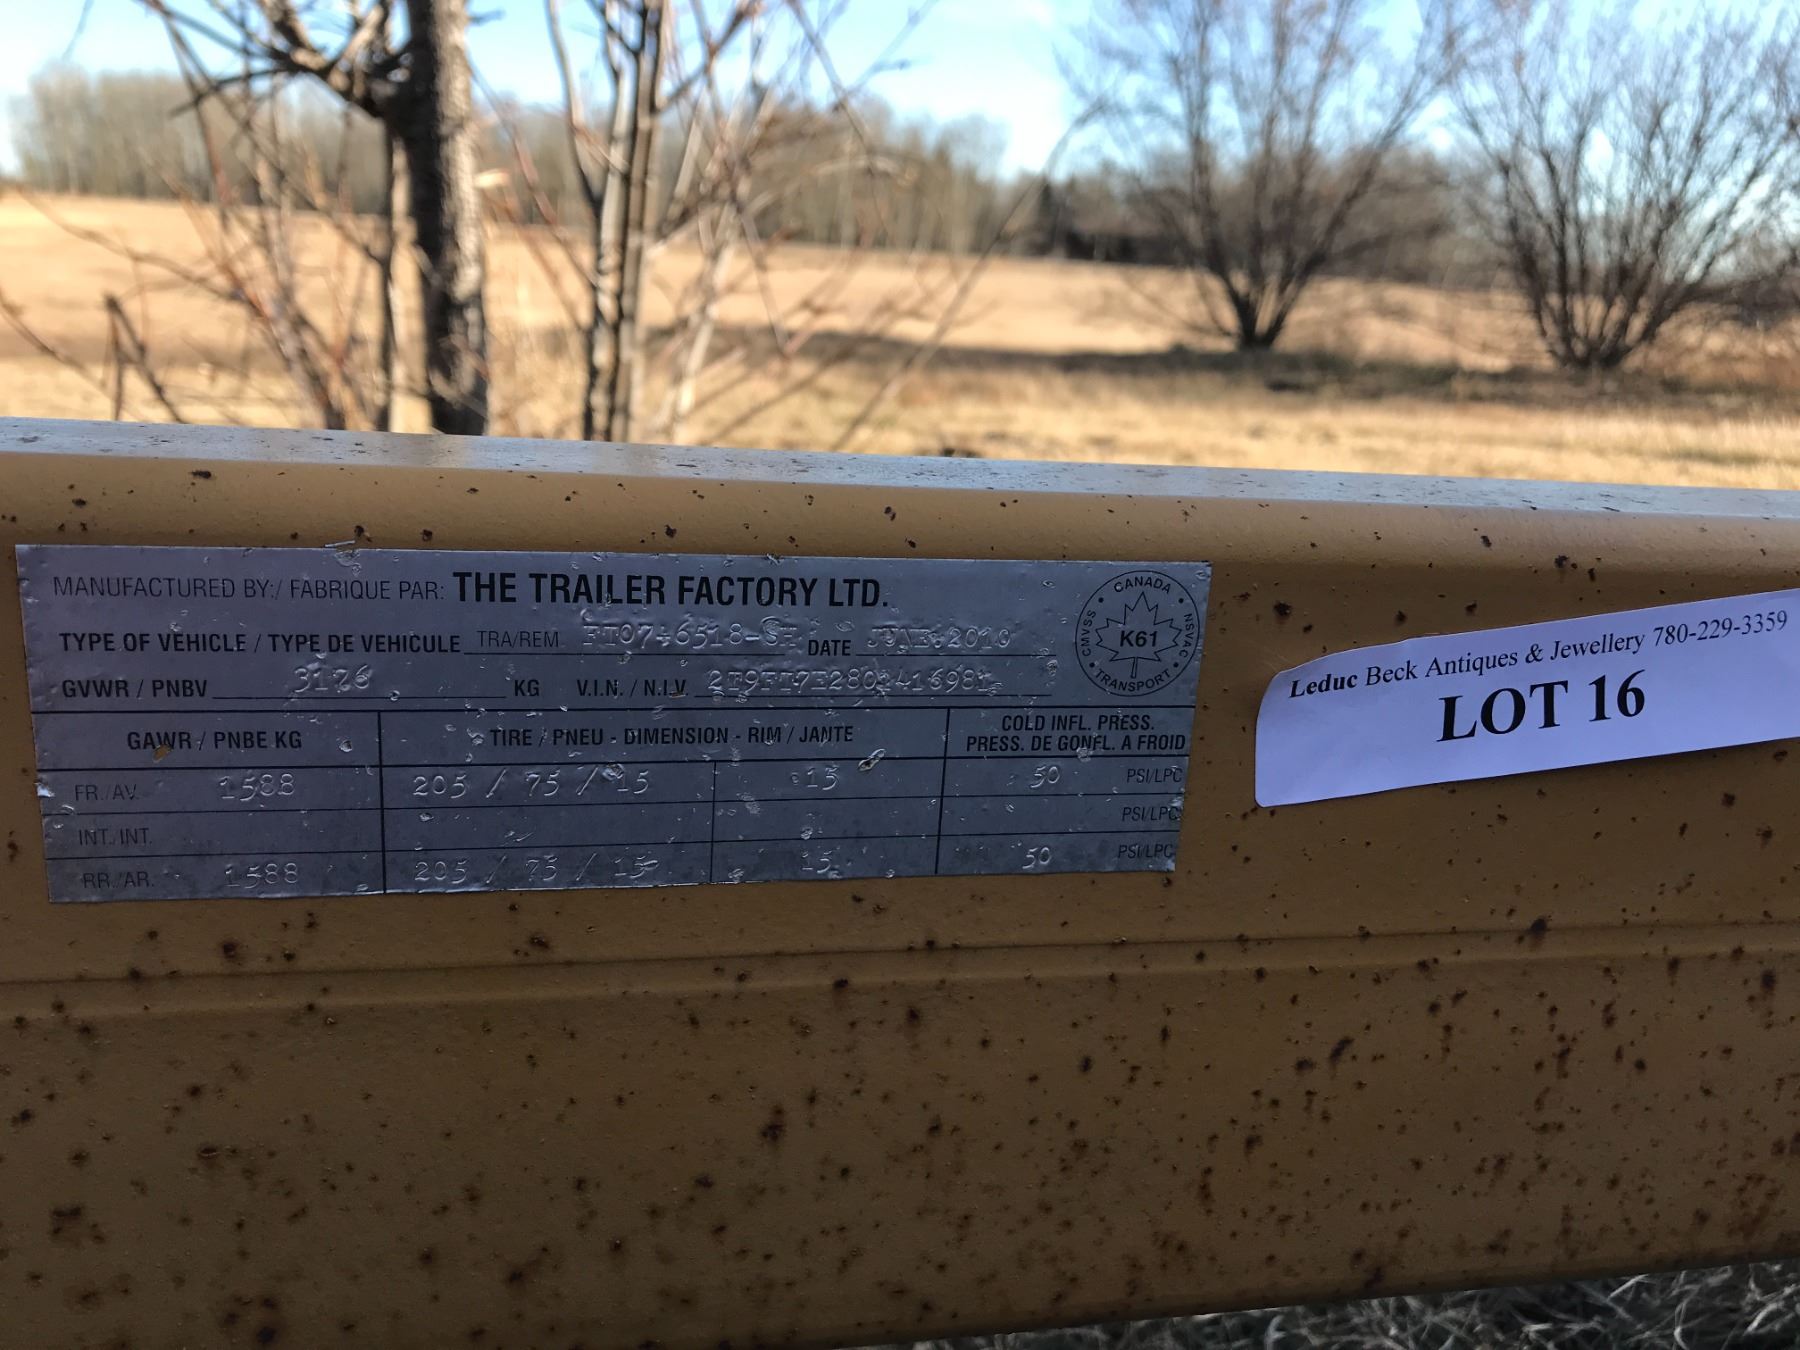 MANUFACTURED BY:/ FABRIQUE PAR: THE TRAILER FACTORY LTD.
TYPE OF VEHICLE / TYPE DE VEHICULE TRA/REM FT0746518-SH DATE JUNE.2010
GVWR / PNBV 3176 KG V.I.N. / N.I.V.
GAWR / PNBE KG TIRE / PNEU - DIMENSION - RIM / JANTE COLD INFL. PRESS.
PRESS. DE GONFL. A FROID
FR./AV. 1588 205 / 75 / 15 15 50 PSI/LPC
INT./INT. PSI/LPC
RR./AR. 1588 205 / 75 / 15 15 50 PSI/LPC
CANADA
CMVSS K61 NSVAC
TRANSPORT
Leduc Beck Antiques & Jewellery 780-229-3359
LOT 16